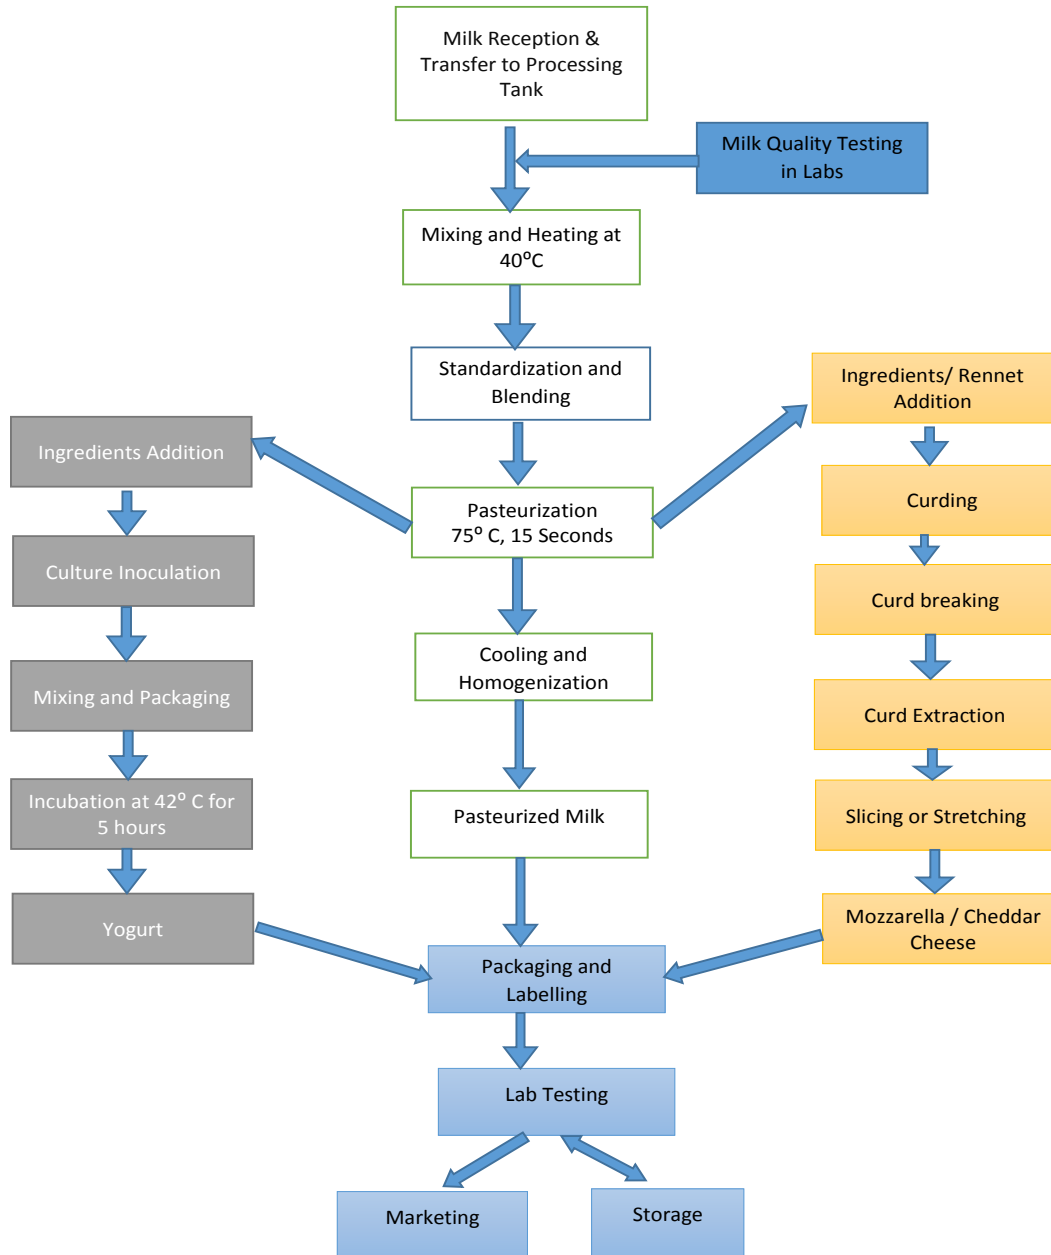 Milk Reception &
Transfer to Processing
Tank
Milk Quality Testing
in Labs
Mixing and Heating at
40⁰C
Standardization and
Blending
Pasteurization
75⁰ C, 15 Seconds
Cooling and
Homogenization
Pasteurized Milk
Ingredients Addition
Culture Inoculation
Mixing and Packaging
Incubation at 42⁰ C for
5 hours
Yogurt
Ingredients/ Rennet
Addition
Curding
Curd breaking
Curd Extraction
Slicing or Stretching
Mozzarella / Cheddar
Cheese
Packaging and
Labelling
Lab Testing
Marketing
Storage